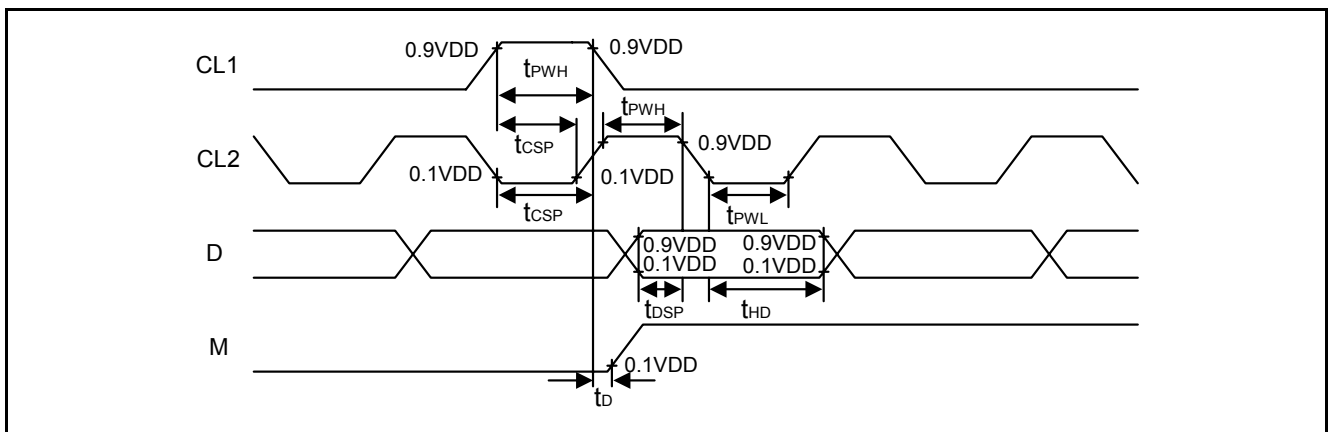 CL1
0.9VDD
0.9VDD
tPWH
tPWH
tCSP
CL2
0.9VDD
0.1VDD
0.1VDD
tCSP
tPWL
D
0.9VDD
0.9VDD
0.1VDD
0.1VDD
tDSP
tHD
M
0.1VDD
tD